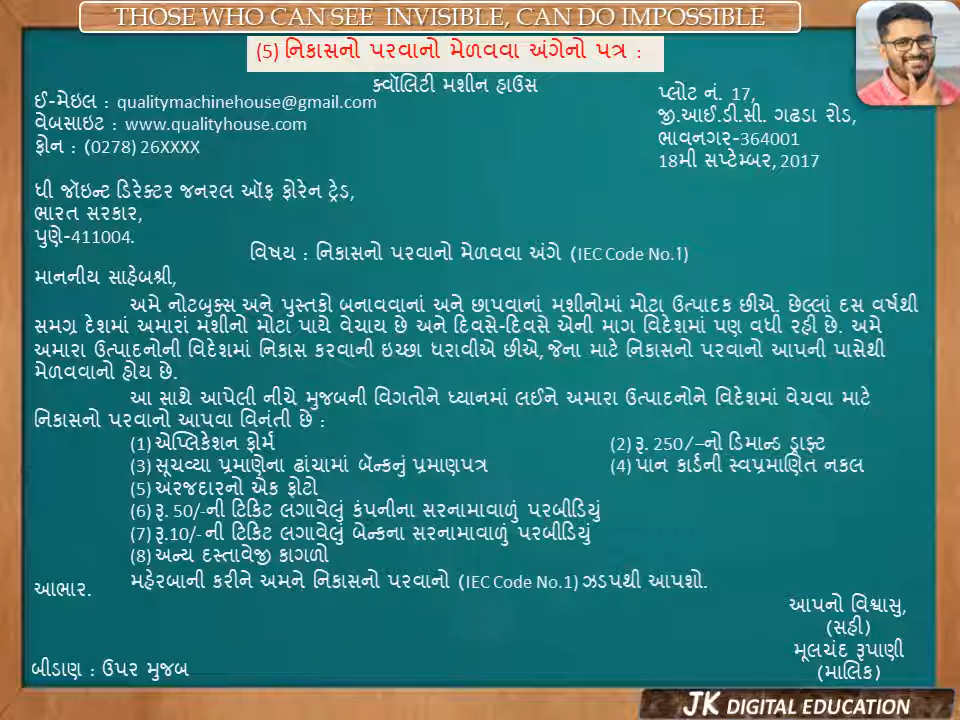 THOSE WHO CAN SEE INVISIBLE, CAN DO IMPOSSIBLE
(5) નિકાસનો પરવાનો મેળવવા અંગેનો પત્ર :
ક્વૉલિટી મશીન હાઉસ
ઈ-મેઇલ : qualitymachinehouse@gmail.com
વેબસાઇટ : www.qualityhouse.com
ફોન : (0278) 26XXXX
પ્લોટ નં. 17,
જી.આઈ.ડી.સી. ગઢડા રોડ,
ભાવનગર-364001
18મી સપ્ટેમ્બર, 2017
ધી જૉઇન્ટ ડિરેક્ટર જનરલ ઑફ ફોરેન ટ્રેડ,
ભારત સરકાર,
પુણે-411004.
વિષય : નિકાસનો પરવાનો મેળવવા અંગે (IEC Code No.1)
માનનીય સાહેબશ્રી,
અમે નોટબુક્સ અને પુસ્તકો બનાવવાનાં અને છાપવાનાં મશીનોમાં મોટા ઉત્પાદક છીએ. છેલ્લાં દસ વર્ષથી
સમગ્ર દેશમાં અમારાં મશીનો મોટા પાયે વેચાય છે અને દિવસે-દિવસે એની માગ વિદેશમાં પણ વધી રહી છે. અમે
અમારા ઉત્પાદનોની વિદેશમાં નિકાસ કરવાની ઇચ્છા ધરાવીએ છીએ, જેના માટે નિકાસનો પરવાનો આપની પાસેથી
મેળવવાનો હોય છે.
આ સાથે આપેલી નીચે મુજબની વિગતોને ધ્યાનમાં લઈને અમારા ઉત્પાદનોને વિદેશમાં વેચવા માટે
નિકાસનો પરવાનો આપવા વિનંતી છે :
(1) એપ્લિકેશન ફોર્મ
(2) રૂ. 250/–નો ડિમાન્ડ ડ્રાફ્ટ
(3) સૂચવ્યા પ્રમાણેના ઢાંચામાં બૅન્કનું પ્રમાણપત્ર
(4) પાન કાર્ડની સ્વપ્રમાણિત નકલ
(5) અરજદારનો એક ફોટો
(6) રૂ. 50/-ની ટિકિટ લગાવેલું કંપનીના સરનામાવાળું પરબીડિયું
(7) રૂ.10/- ની ટિકિટ લગાવેલું બેન્કના સરનામાવાળું પરબીડિયું
(8) અન્ય દસ્તાવેજી કાગળો
મહેરબાની કરીને અમને નિકાસનો પરવાનો (IEC Code No.1) ઝડપથી આપશો.
આભાર.
આપનો વિશ્વાસુ,
(સહી)
મૂલચંદ રૂપાણી
(માલિક)
બીડાણ : ઉપર મુજબ
JK DIGITAL EDUCATION